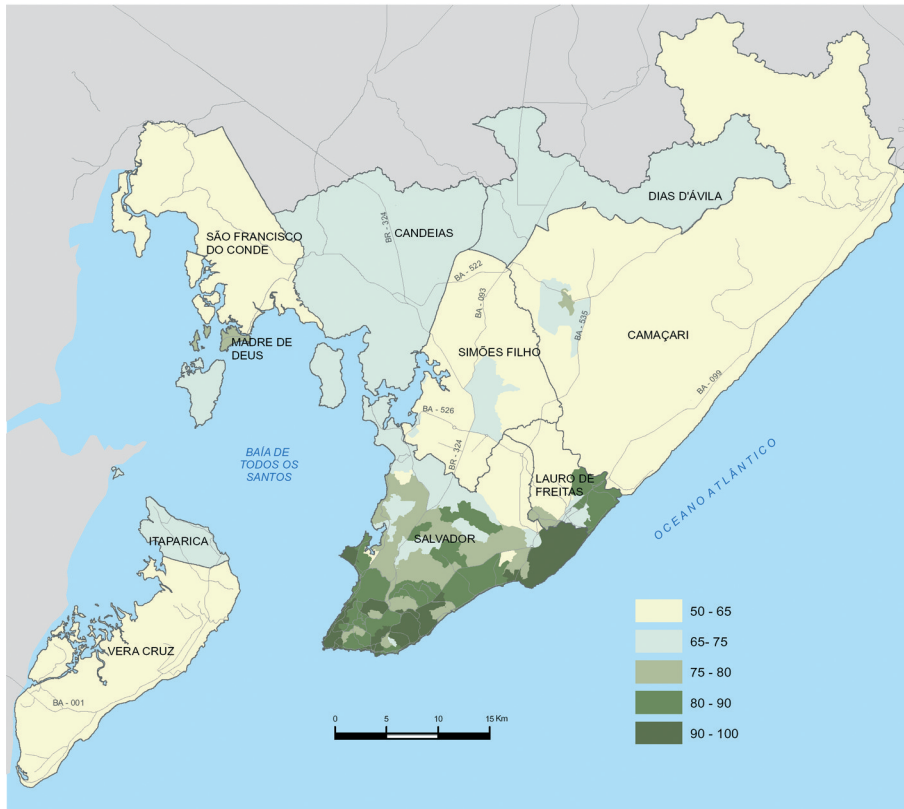 DIAS D'ÁVILA
BR - 324
CANDEIAS
SÃO FRANCISCO
DO CONDE
BA - 522
BA - 093
BA - 535
CAMAÇARI
MADRE DE
DEUS
SIMÕES FILHO
BA - 099
BA - 526
BR - 324
BAÍA DE
TODOS OS
SANTOS
LAURO DE
FREITAS
OCEANO ATLÂNTICO
ITAPARICA
SALVADOR
VERA CRUZ
BA - 001
50 - 65
65- 75
75 - 80
80 - 90
90 - 100
0 5 10 15 Km